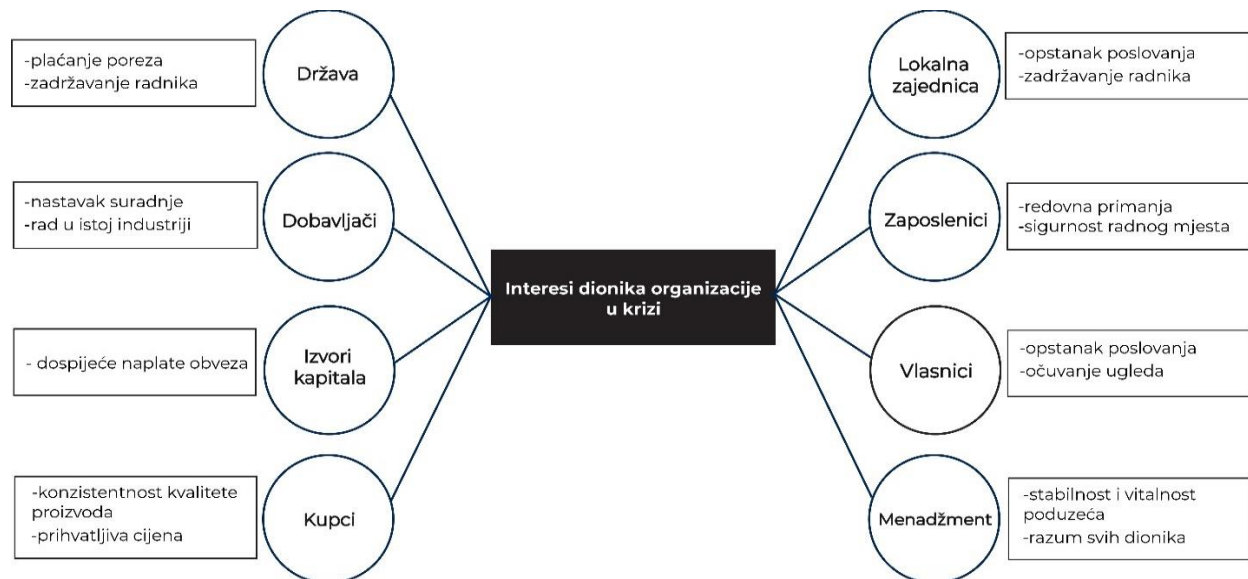 -plaćanje poreza
-zadržavanje radnika
Država
-nastavak suradnje
-rad u istoj industriji
Dobavljači
- dospijeće naplate obveza
Izvori
kapitala
-konzistentnost kvalitete
proizvoda
-prihvatljiva cijena
Kupci
Interesi dionika organizacije
u krizi
Lokalna
zajednica
-opstanak poslovanja
-zadržavanje radnika
Zaposlenici
-redovna primanja
-sigurnost radnog mjesta
Vlasnici
-opstanak poslovanja
-očuvanje ugleda
Menadžment
-stabilnost i vitalnost
poduzeća
-razum svih dionika